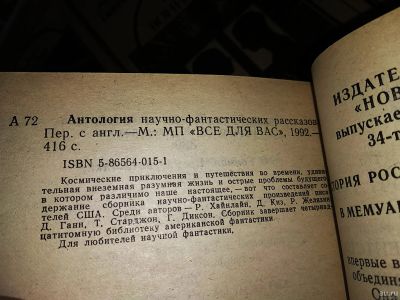 А 72
Антология научно-фантастических рассказов
Пер. с англ.—М.: МП «ВСЕ ДЛЯ ВАС», 1992.—
416 с.
ISBN 5-86564-015-1
Космические приключения и путешествия во времени, удиви-
тельная внеземная разумная жизнь и острые проблемы будущего
в котором различимо наше настоящее, — вот что составляет со-
держание сборника научно-фантастических произведений писа-
телей США. Среди авторов — Р. Хайнлайн, Д. Киз, Р. Желязны
Д. Ганн, Т. Старджон, Г. Диксон. Сборник завершает четырнад-
цатитомную библиотеку американской фантастики.
Для любителей научной фантастики.
ИЗДАТЕ
«НОВ
выпускае
34-т
ТОРИЯ РОС
В МЕМУА
впервые в
объедин